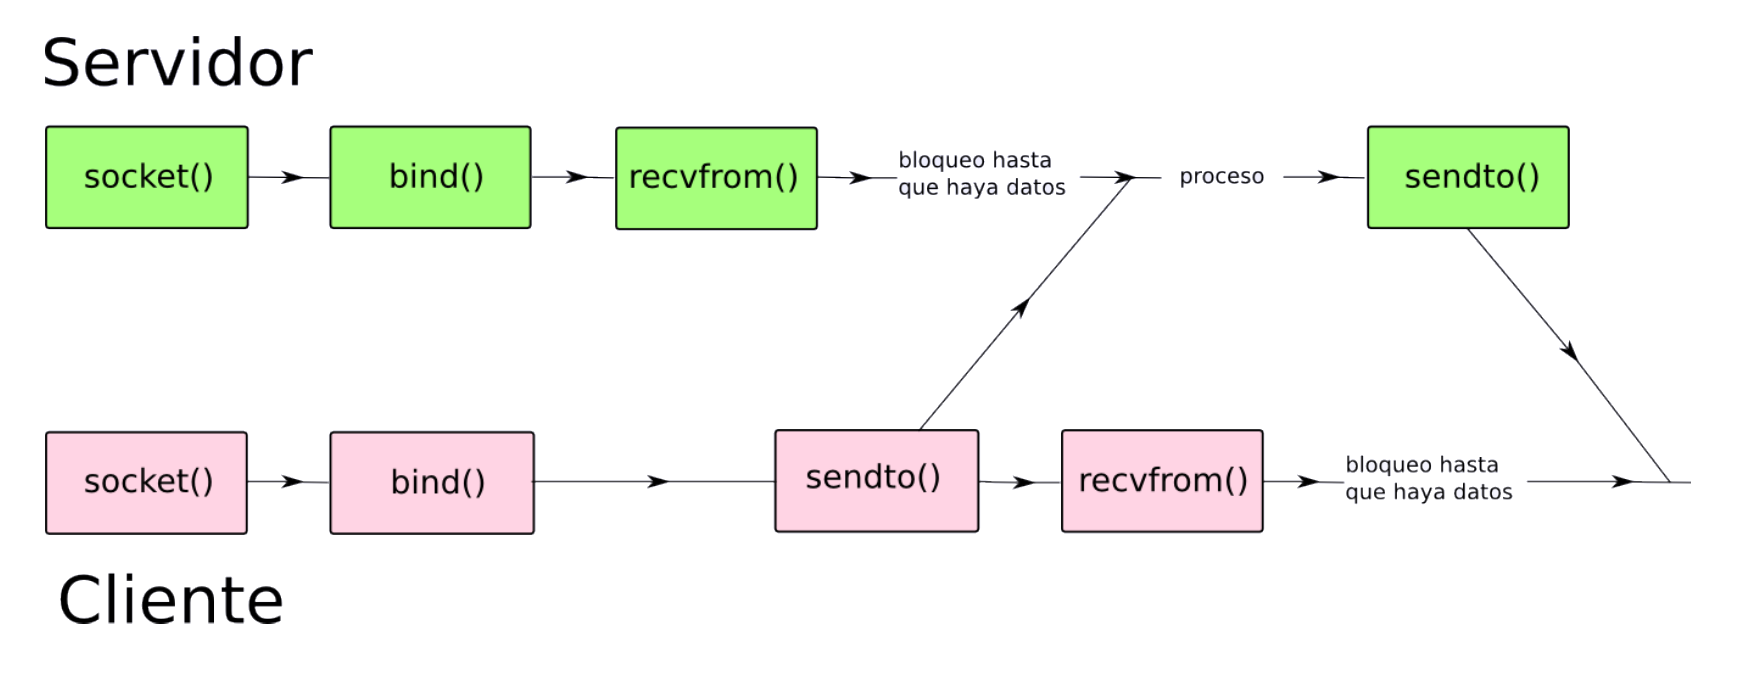 Servidor
socket()
bind()
recvfrom()
bloqueo hasta
que haya datos
proceso
sendto()
socket()
bind()
sendto()
recvfrom()
bloqueo hasta
que haya datos
Cliente